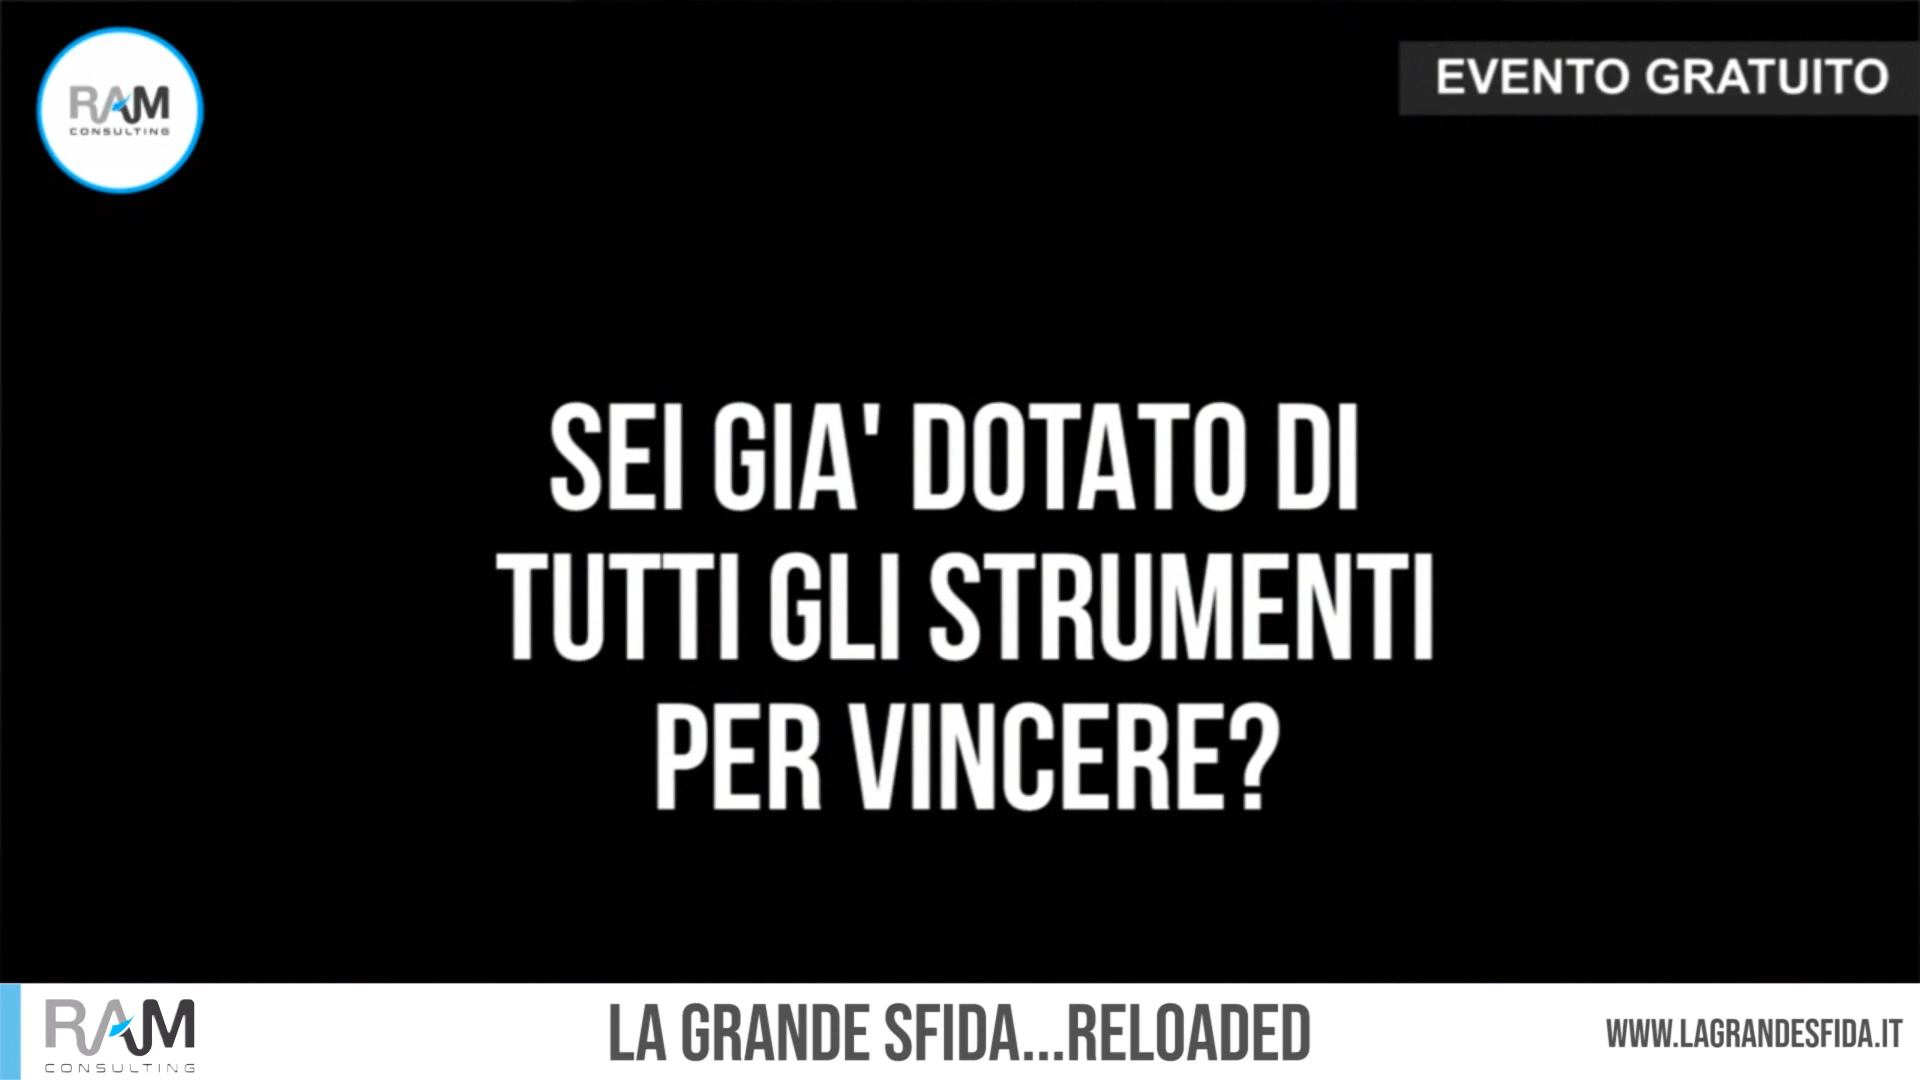 RAM
CONSULTING
EVENTO GRATUITO
SEI GIA' DOTATO DI
TUTTI GLI STRUMENTI
PER VINCERE?
RAM
CONSULTING
LA GRANDE SFIDA...RELOADED
WWW.LAGRANDESFIDA.IT